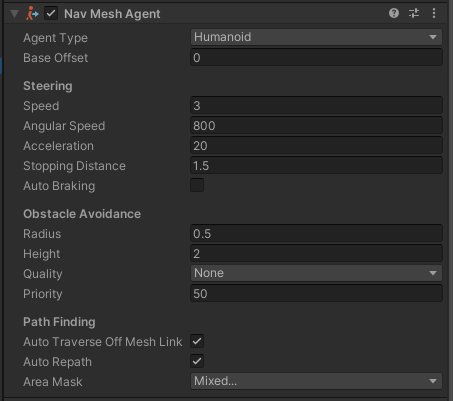 Nav Mesh Agent
Agent Type Humanoid
Base Offset 0
Steering
Speed 3
Angular Speed 800
Acceleration 20
Stopping Distance 1.5
Auto Braking
Obstacle Avoidance
Radius 0.5
Height 2
Quality None
Priority 50
Path Finding
Auto Traverse Off Mesh Link
Auto Repath
Area Mask Mixed...